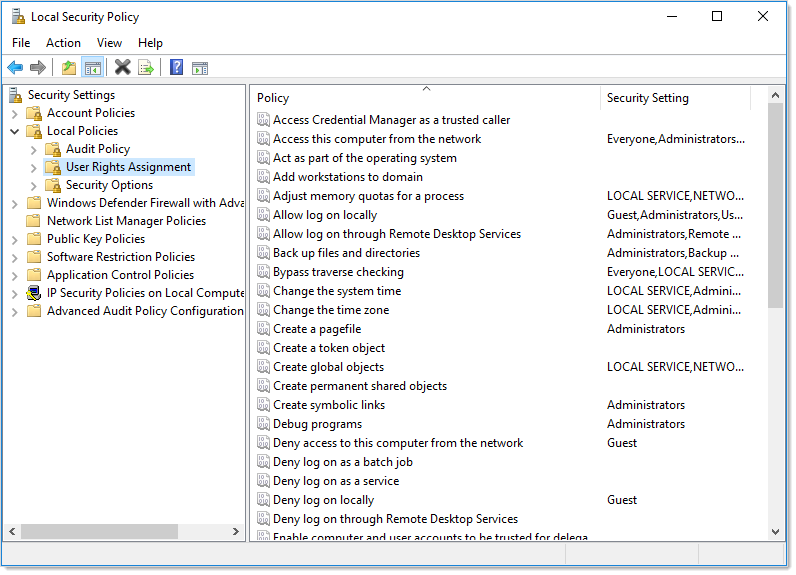 Local Security Policy
File Action View Help
Security Settings
Account Policies
Local Policies
Audit Policy
User Rights Assignment
Security Options
Windows Defender Firewall with Adva
Network List Manager Policies
Public Key Policies
Software Restriction Policies
Application Control Policies
IP Security Policies on Local Compute
Advanced Audit Policy Configuration
Policy Security Setting
Access Credential Manager as a trusted caller
Access this computer from the network Everyone,Administrators...
Act as part of the operating system
Add workstations to domain
Adjust memory quotas for a process LOCAL SERVICE,NETWO...
Allow log on locally Guest,Administrators,Us...
Allow log on through Remote Desktop Services Administrators,Remote ...
Back up files and directories Administrators,Backup ...
Bypass traverse checking Everyone,LOCAL SERVIC...
Change the system time LOCAL SERVICE,Admini...
Change the time zone LOCAL SERVICE,Admini...
Create a pagefile Administrators
Create a token object
Create global objects LOCAL SERVICE,NETWO...
Create permanent shared objects
Create symbolic links Administrators
Debug programs Administrators
Deny access to this computer from the network Guest
Deny log on as a batch job
Deny log on as a service
Deny log on locally Guest
Deny log on through Remote Desktop Services
Enable computer and user accounts to be trusted for delega